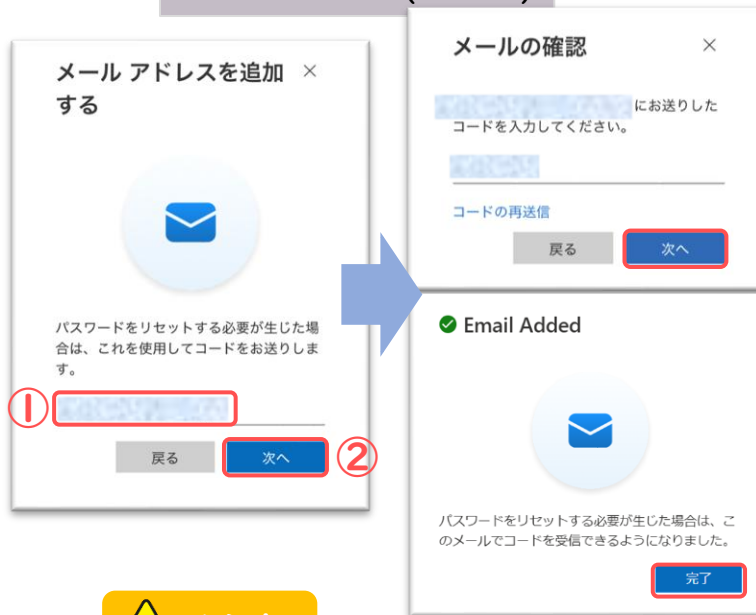 メール アドレスを追加
する
パスワードをリセットする必要が生じた場
合は、これを使用してコードをお送りしま
す。
①
戻る
次へ
②
メールの確認
にお送りした
コードを入力してください。
コードの再送信
戻る
次へ
Email Added
パスワードをリセットする必要が生じた場合は、こ
のメールでコードを受信できるようになりました。
完了